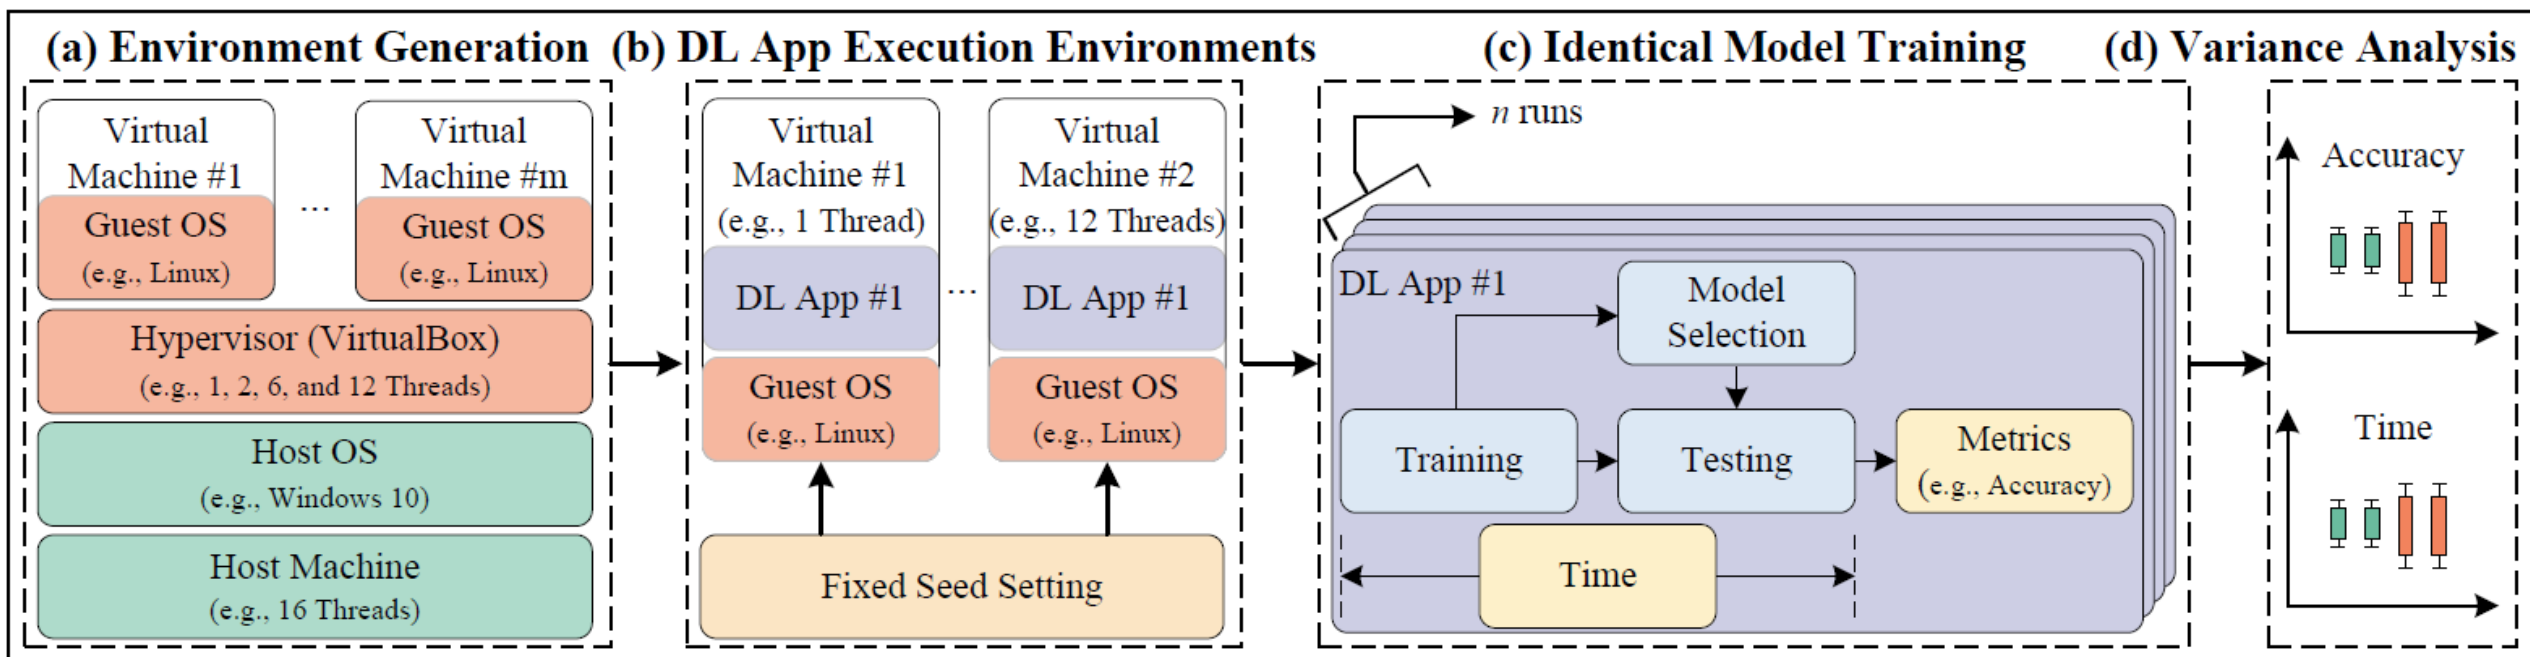 (a) Environment Generation
Virtual
Machine #1
Guest OS
(e.g., Linux)
...
Virtual
Machine #m
Guest OS
(e.g., Linux)
Hypervisor (VirtualBox)
(e.g., 1, 2, 6, and 12 Threads)
Host OS
(e.g., Windows 10)
Host Machine
(e.g., 16 Threads)
(b) DL App Execution Environments
Virtual
Machine #1
(e.g., 1 Thread)
DL App #1
Guest OS
(e.g., Linux)
...
Virtual
Machine #2
(e.g., 12 Threads)
DL App #1
Guest OS
(e.g., Linux)
Fixed Seed Setting
(c) Identical Model Training
n runs
DL App #1
Model
Selection
Training
Testing
Metrics
(e.g., Accuracy)
Time
(d) Variance Analysis
Accuracy
Time